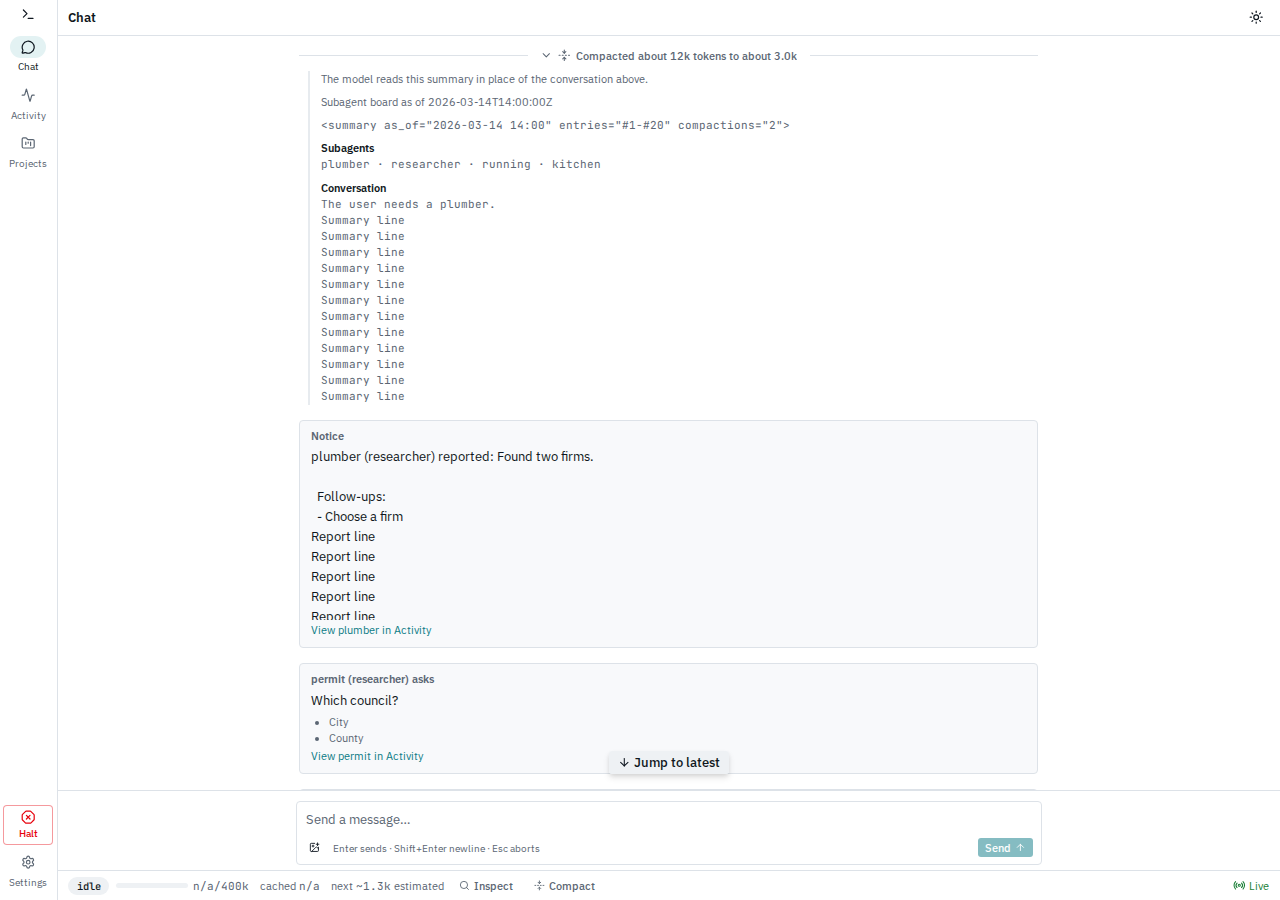 Chat
Chat
Activity
Projects
Halt
Settings
Compacted about 12k tokens to about 3.0k
The model reads this summary in place of the conversation above.
Subagent board as of 2026-03-14T14:00:00Z
<summary as_of="2026-03-14 14:00" entries="#1-#20" compactions="2">
Subagents
plumber · researcher · running · kitchen
Conversation
The user needs a plumber.
Summary line
Summary line
Summary line
Summary line
Summary line
Summary line
Summary line
Summary line
Summary line
Summary line
Summary line
Summary line
Notice
plumber (researcher) reported: Found two firms.
Follow-ups:
- Choose a firm
Report line
Report line
Report line
Report line
Report line
View plumber in Activity
permit (researcher) asks
Which council?
• City
• County
View permit in Activity
Jump to latest
Send a message…
Enter sends · Shift+Enter newline · Esc aborts
Send
idle n/a/400k cached n/a next ~1.3k estimated Inspect Compact Live